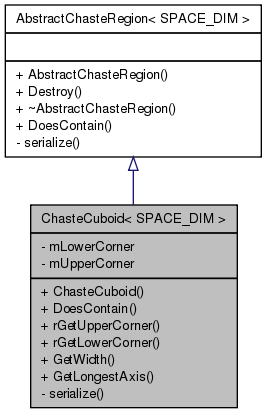 AbstractChasteRegion< SPACE_DIM >
+ AbstractChasteRegion()
+ Destroy()
+ ~AbstractChasteRegion()
+ DoesContain()
- serialize()
ChasteCuboid< SPACE_DIM >
- mLowerCorner
- mUpperCorner
+ ChasteCuboid()
+ DoesContain()
+ rGetUpperCorner()
+ rGetLowerCorner()
+ GetWidth()
+ GetLongestAxis()
- serialize()